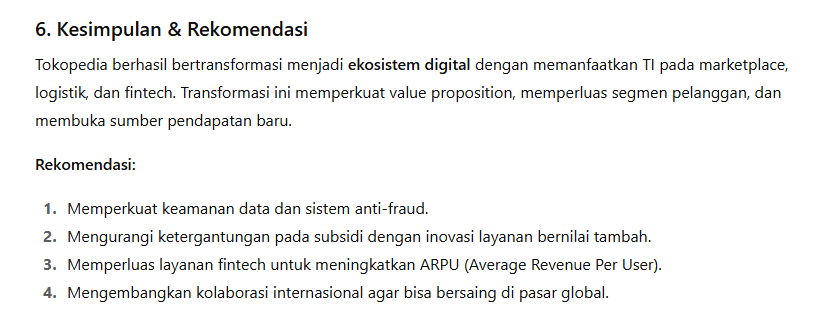 6. Kesimpulan & Rekomendasi
Tokopedia berhasil bertransformasi menjadi ekosistem digital dengan memanfaatkan TI pada marketplace,
logistik, dan fintech. Transformasi ini memperkuat value proposition, memperluas segmen pelanggan, dan
membuka sumber pendapatan baru.
Rekomendasi:
1. Memperkuat keamanan data dan sistem anti-fraud.
2. Mengurangi ketergantungan pada subsidi dengan inovasi layanan bernilai tambah.
3. Memperluas layanan fintech untuk meningkatkan ARPU (Average Revenue Per User).
4. Mengembangkan kolaborasi internasional agar bisa bersaing di pasar global.